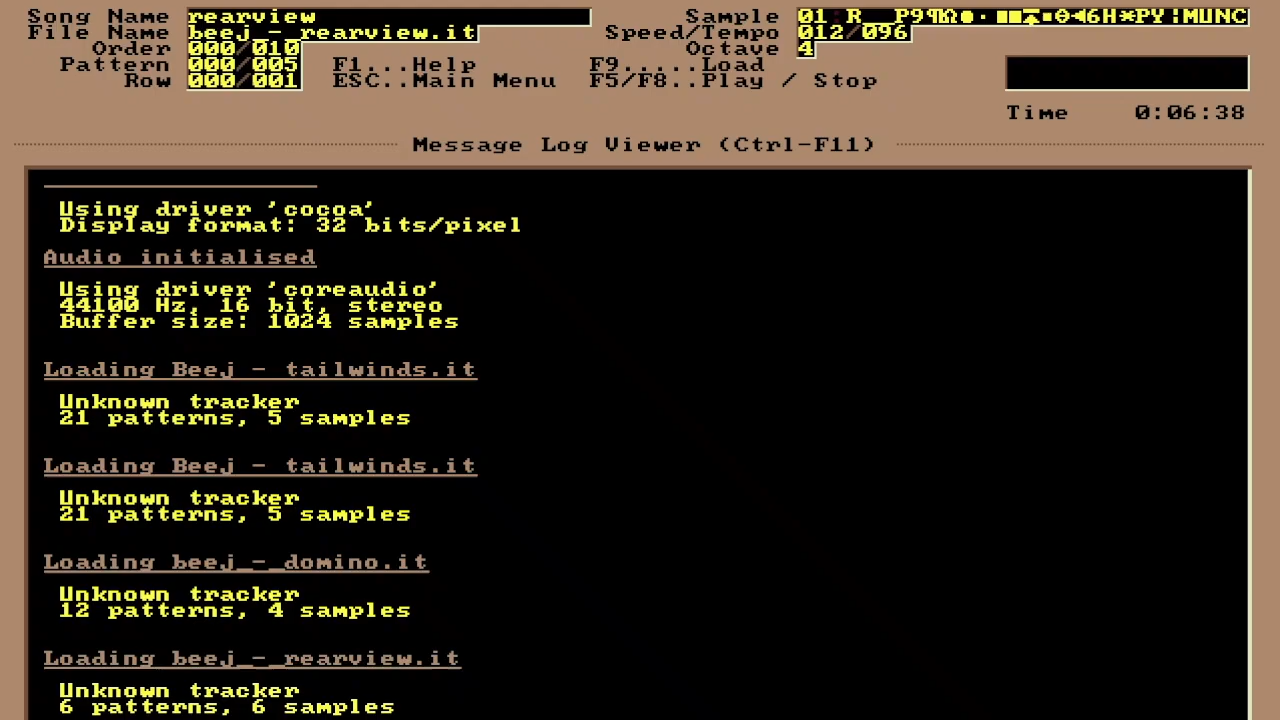 Song Name rearview
Sample 01
File Name beej_-_rearview.it
Speed/Tempo 012/096
Order 000/010
Octave 4
Pattern 000/005
F1...Help
F9.....Load
Row 000/001
ESC..Main Menu
F5/F8..Play / Stop
Time 0:06:38
Message Log Viewer (Ctrl-F11)
Using driver 'cocoa'
Display format: 32 bits/pixel
Audio initialised
Using driver 'coreaudio'
44100 Hz, 16 bit, stereo
Buffer size: 1024 samples
Loading Beej - tailwinds.it
Unknown tracker
21 patterns, 5 samples
Loading Beej - tailwinds.it
Unknown tracker
21 patterns, 5 samples
Loading beej_-_domino.it
Unknown tracker
12 patterns, 4 samples
Loading beej_-_rearview.it
Unknown tracker
6 patterns, 6 samples